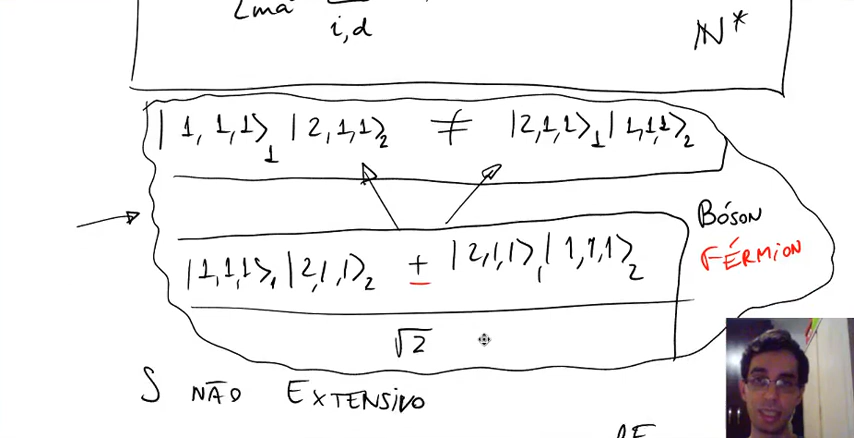 i,d
ℕ*
|1,1,1⟩₁ |2,1,1⟩₂ ≠ |2,1,1⟩₁ |1,1,1⟩₂
BÓSON
|1,1,1⟩₁ |2,1,1⟩₂ ± |2,1,1⟩₁ |1,1,1⟩₂
FÉRMION
√2
S NÃO EXTENSIVO